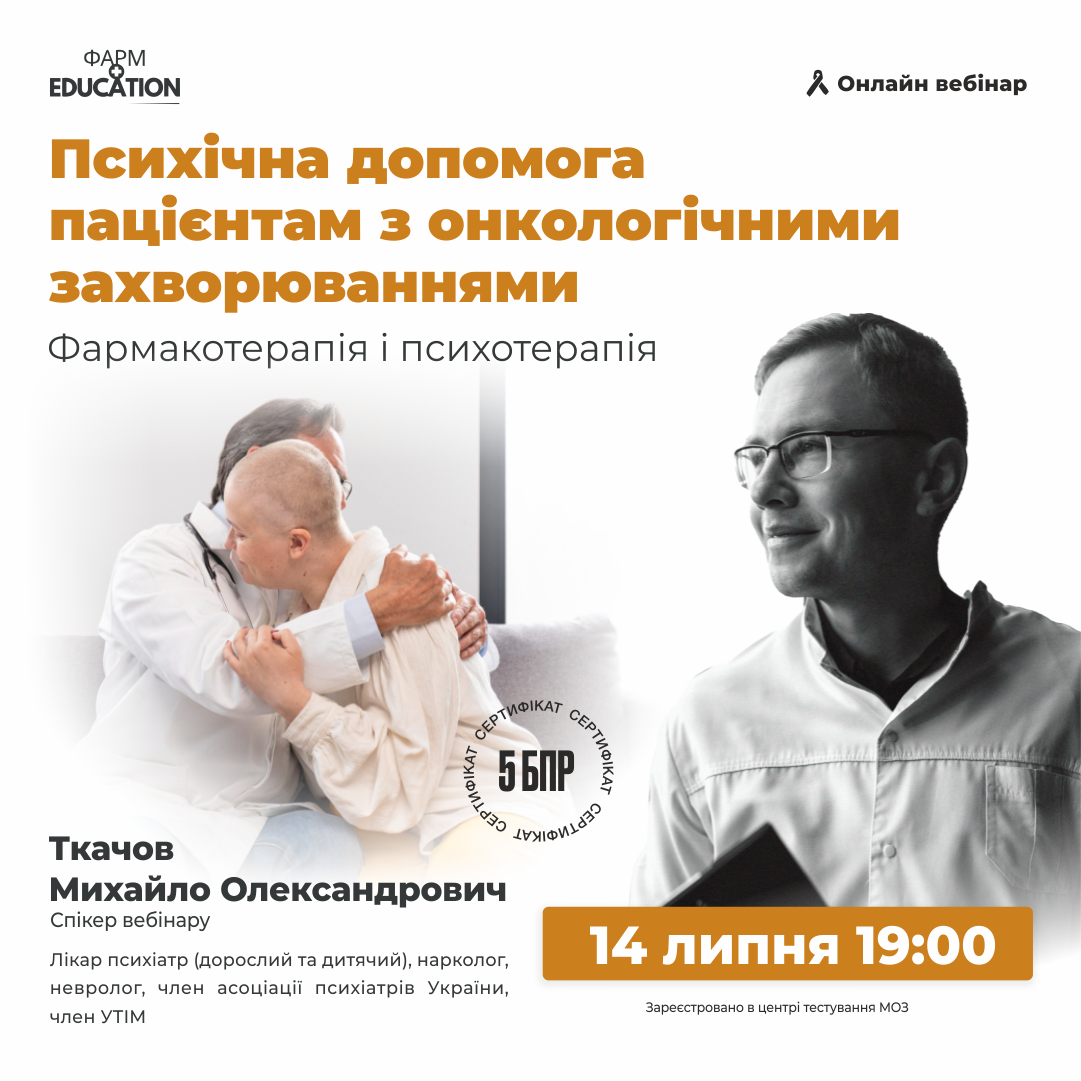 ФАРМ
EDUCATION
Онлайн вебінар
Психічна допомога
пацієнтам з онкологічними
захворюваннями
Фармакотерапія і психотерапія
СЕРТИФІКАТ СЕРТИФІКАТ СЕРТИФІКАТ СЕРТИФІКАТ
5 БПР
Ткачов
Михайло Олександрович
Спікер вебінару
Лікар психіатр (дорослий та дитячий), нарколог,
невролог, член асоціації психіатрів України,
член УТІМ
14 липня 19:00
Зареєстровано в центрі тестування МОЗ